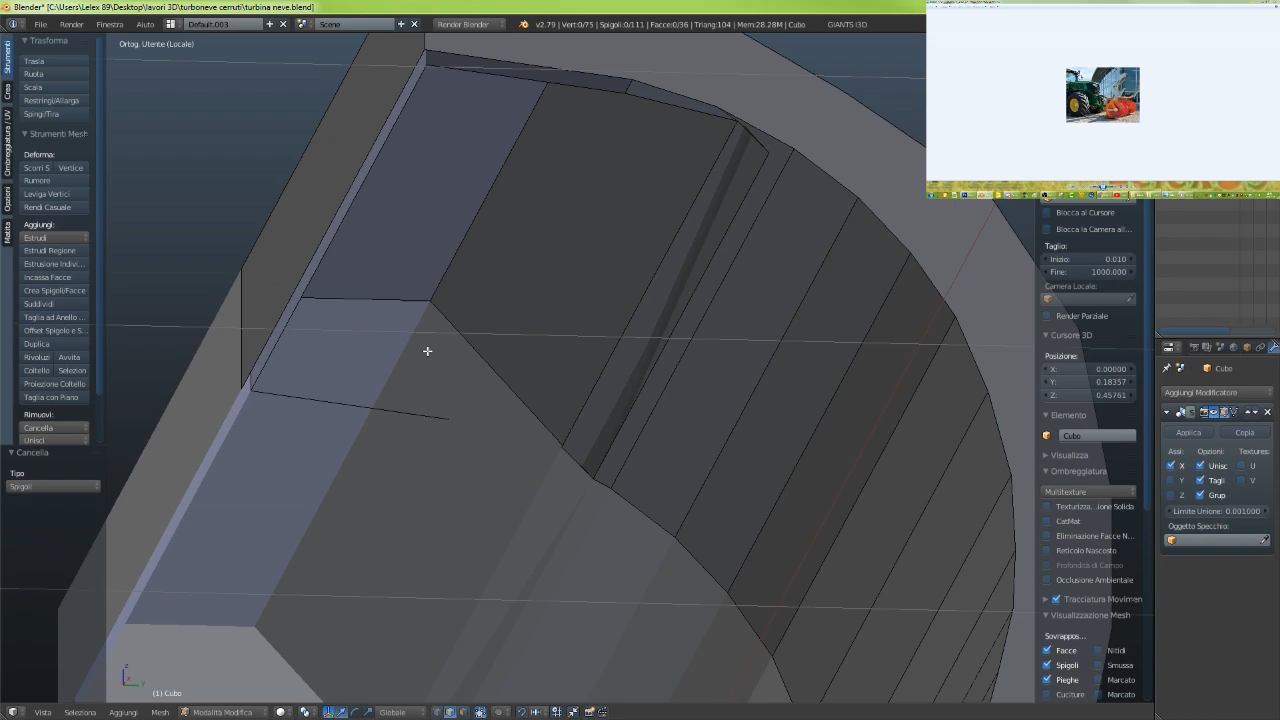 Blender* [C:\Users\Lelex 89\Desktop\lavori 3D\turboneve cerruti\turbina neve.blend]
File Render Finestra Aiuto Default.003 Scene Render Blender v2.79 | Vert:0/75 | Spigoli:0/111 | Facce:0/36 | Triang:104 | Mem:28.28M | Cubo GIANTS I3D
Trasforma
Ortog. Utente (Locale)
Strumenti
Crea
Ombreggiatura / UV
Opzioni
Matita
Trasla
Ruota
Scala
Restringi/Allarga
Spingi/Tira
Strumenti Mesh
Deforma:
Scorri S Vertice
Rumore
Leviga Vertici
Rendi Casuale
Aggiungi:
Estrudi
Estrudi Regione
Estrusione Indivi...
Incassa Facce
Crea Spigoli/Facce
Suddividi
Taglia ad Anello ...
Offset Spigolo e S...
Duplica
Rivoluzi Avvita
Coltello Selezion
Proiezione Coltello
Taglia con Piano
Rimuovi:
Cancella
Unisci
Cancella
Tipo
Spigoli
Blocca al Cursore
Blocca la Camera all...
Taglio:
Inizio: 0.010
Fine: 1000.000
Camera Locale:
Render Parziale
Cursore 3D
Posizione:
X: 0.00000
Y: 0.18357
Z: 0.45761
Elemento
Cubo
Visualizza
Ombreggiatura
Multitexture
Texturizza...ione Solida
CatMat
Eliminazione Facce N...
Reticolo Nascosto
Profondità di Campo
Occlusione Ambientale
Tracciatura Movimen
Visualizzazione Mesh
Sovrappos...
Facce Nitidi
Spigoli Smussa
Pieghe Marcato
Cuciture Marcato
Cubo
Aggiungi Modificatore
Applica Copia
Assi: Opzioni: Textures:
X Unisc U
Y Tagli V
Z Grup
Limite Unione: 0.001000
Oggetto Specchio:
z
x
y
(1) Cubo
Vista Seleziona Aggiungi Mesh Modalità Modifica Globale